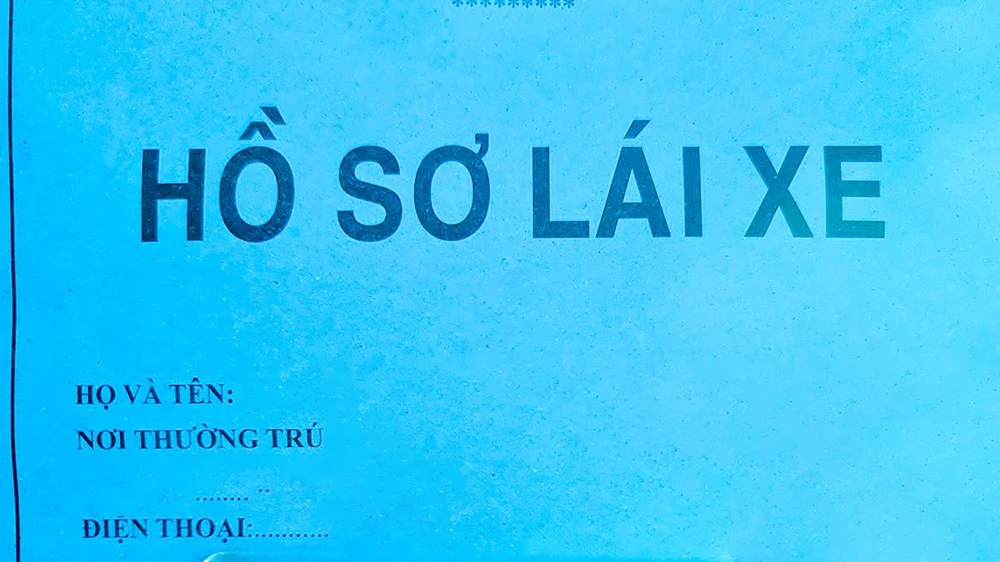 *********
HỒ SƠ LÁI XE
HỌ VÀ TÊN:
NƠI THƯỜNG TRÚ
........ ..
ĐIỆN THOẠI:............